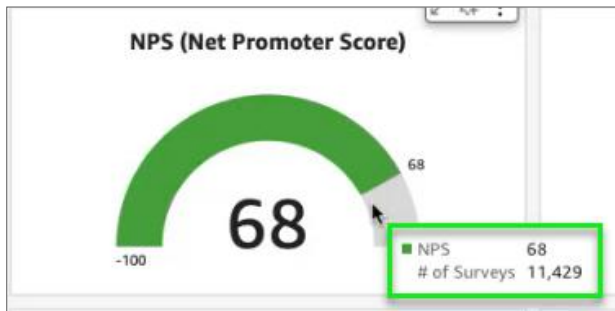 NPS (Net Promoter Score)
68
68
-100
NPS 68
# of Surveys 11,429